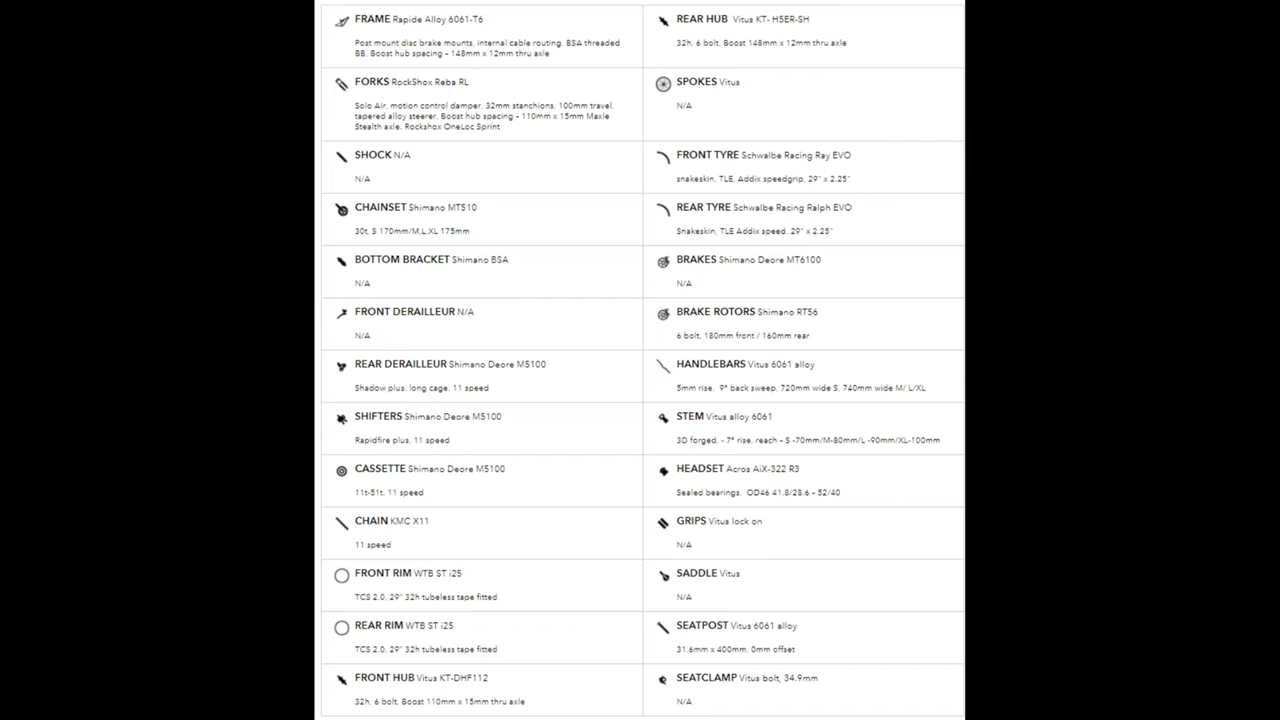 FRAME Rapide Alloy 6061-T6
Post mount disc brake mounts, internal cable routing, BSA threaded
BB, Boost hub spacing - 148mm x 12mm thru axle
FORKS RockShox Reba RL
Solo Air, motion control damper, 32mm stanchions, 100mm travel,
tapered alloy steerer, Boost hub spacing - 110mm x 15mm Maxle
Stealth axle, Rockshox OneLoc Sprint
SHOCK N/A
N/A
CHAINSET Shimano MT510
30t, S 170mm/M,L,XL 175mm
BOTTOM BRACKET Shimano BSA
N/A
FRONT DERAILLEUR N/A
N/A
REAR DERAILLEUR Shimano Deore M5100
Shadow plus, long cage, 11 speed
SHIFTERS Shimano Deore M5100
Rapidfire plus, 11 speed
CASSETTE Shimano Deore M5100
11t-51t, 11 speed
CHAIN KMC X11
11 speed
FRONT RIM WTB ST i25
TCS 2.0, 29" 32h tubeless tape fitted
REAR RIM WTB ST i25
TCS 2.0, 29" 32h tubeless tape fitted
FRONT HUB Vitus KT-DHF112
32h, 6 bolt, Boost 110mm x 15mm thru axle
REAR HUB Vitus KT- H5ER-SH
32h, 6 bolt, Boost 148mm x 12mm thru axle
SPOKES Vitus
N/A
FRONT TYRE Schwalbe Racing Ray EVO
snakeskin, TLE, Addix speedgrip, 29" x 2.25"
REAR TYRE Schwalbe Racing Ralph EVO
Snakeskin, TLE Addix speed, 29" x 2.25"
BRAKES Shimano Deore MT6100
N/A
BRAKE ROTORS Shimano RT56
6 bolt, 180mm front / 160mm rear
HANDLEBARS Vitus 6061 alloy
5mm rise, 9° back sweep, 720mm wide S, 740mm wide M/ L/XL
STEM Vitus alloy 6061
3D forged, - 7° rise, reach - S -70mm/M-80mm/L -90mm/XL-100mm
HEADSET Acros AiX-322 R3
Sealed bearings, OD46 41.8/28.6 - 52/40
GRIPS Vitus lock on
N/A
SADDLE Vitus
N/A
SEATPOST Vitus 6061 alloy
31.6mm x 400mm, 0mm offset
SEATCLAMP Vitus bolt, 34.9mm
N/A